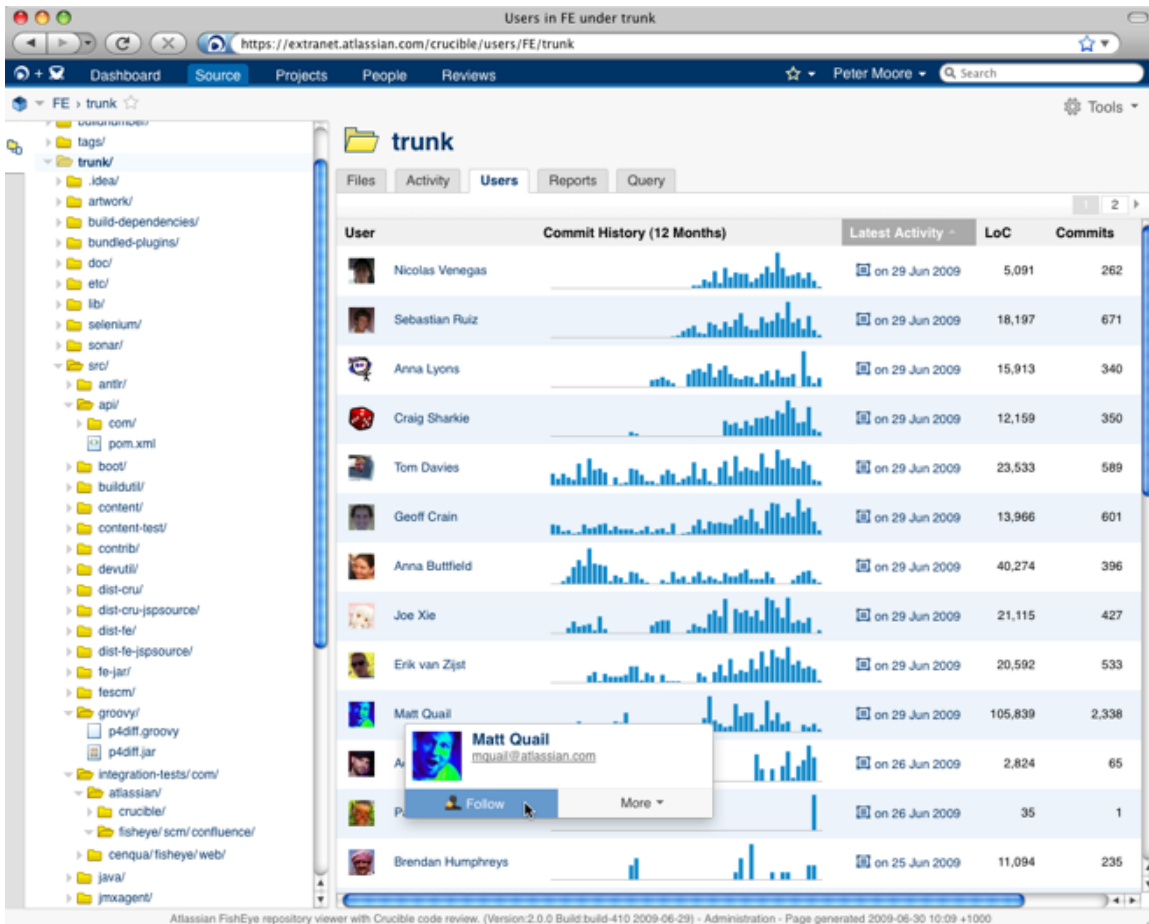 Users in FE under trunk
https://extranet.atlassian.com/crucible/users/FE/trunk
+ Dashboard Source Projects People Reviews Peter Moore Search
FE › trunk Tools
buildnumber/
tags/
trunk/
.idea/
artwork/
build-dependencies/
bundled-plugins/
doc/
etc/
lib/
selenium/
sonar/
src/
antlr/
api/
com/
pom.xml
boot/
buildutil/
content/
content-test/
contrib/
devutil/
dist-cru/
dist-cru-jspsource/
dist-fe/
dist-fe-jspsource/
fe-jar/
fescm/
groovy/
p4diff.groovy
p4diff.jar
integration-tests/com/
atlassian/
crucible/
fisheye/scm/confluence/
cenqua/fisheye/web/
java/
jmxagent/
trunk
Files Activity Users Reports Query
1 2
User Commit History (12 Months) Latest Activity LoC Commits
Nicolas Venegas on 29 Jun 2009 5,091 262
Sebastian Ruiz on 29 Jun 2009 18,197 671
Anna Lyons on 29 Jun 2009 15,913 340
Craig Sharkie on 29 Jun 2009 12,159 350
Tom Davies on 29 Jun 2009 23,533 589
Geoff Crain on 29 Jun 2009 13,966 601
Anna Buttfield on 29 Jun 2009 40,274 396
Joe Xie on 29 Jun 2009 21,115 427
Erik van Zijst on 29 Jun 2009 20,592 533
Matt Quail on 29 Jun 2009 105,839 2,338
on 26 Jun 2009 2,824 65
on 26 Jun 2009 35 1
Brendan Humphreys on 25 Jun 2009 11,094 235
Matt Quail
mquail@atlassian.com
Follow More
Atlassian FishEye repository viewer with Crucible code review. (Version:2.0.0 Build:build-410 2009-06-29) - Administration - Page generated 2009-06-30 10:09 +1000